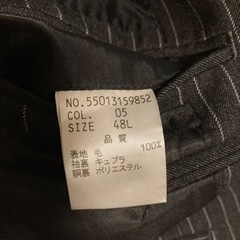 NO.55013159852
COL. 05
SIZE 48L
品質
表地 毛 100%
袖裏 キュプラ
胴裏 ポリエステル